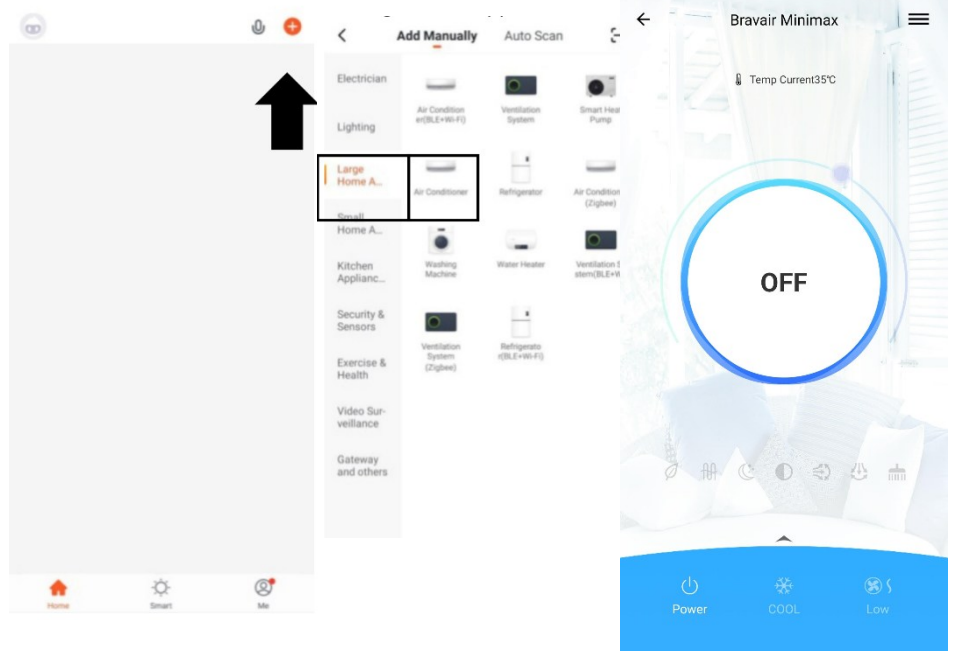 Home
Smart
Me
Add Manually
Auto Scan
Electrician
Lighting
Large
Home A...
Small
Home A...
Kitchen
Applianc...
Security &
Sensors
Exercise &
Health
Video Sur-
veillance
Gateway
and others
Air Condition
er(BLE+Wi-Fi)
Ventilation
System
Smart Heat
Pump
Air Conditioner
Refrigerator
Air Condition
(Zigbee)
Washing
Machine
Water Heater
Ventilation S
stem(BLE+W
Ventilation
System
(Zigbee)
Refrigerato
r(BLE+Wi-Fi)
Bravair Minimax
Temp Current35℃
OFF
Power
COOL
Low